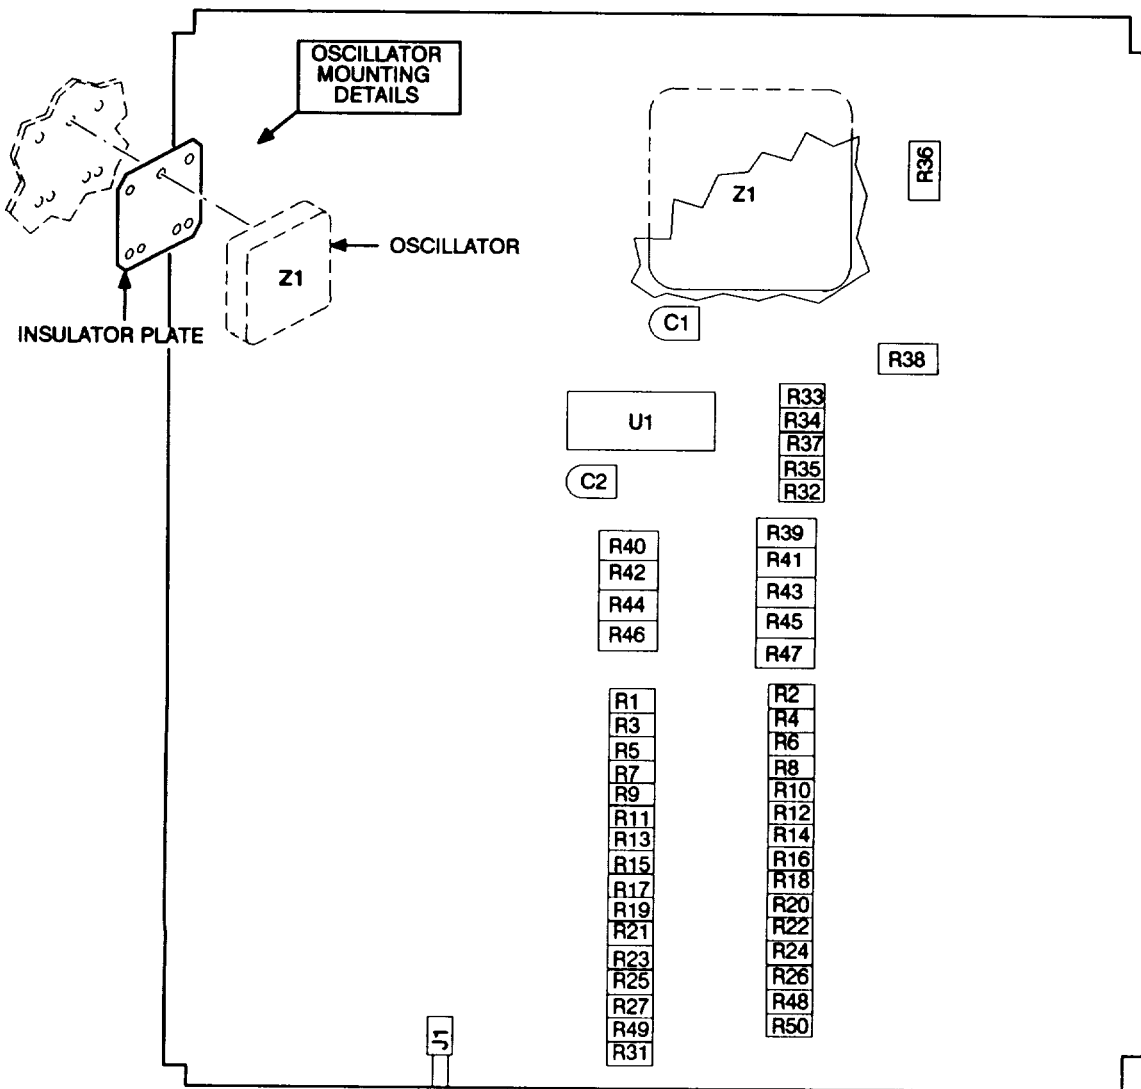 OSCILLATOR
MOUNTING
DETAILS
Z1
OSCILLATOR
INSULATOR PLATE
Z1
R36
C1
R38
U1
C2
R33
R34
R37
R35
R32
R40
R42
R44
R46
R39
R41
R43
R45
R47
R1
R3
R5
R7
R9
R11
R13
R15
R17
R19
R21
R23
R25
R27
R49
R31
R2
R4
R6
R8
R10
R12
R14
R16
R18
R20
R22
R24
R26
R48
R50
J1